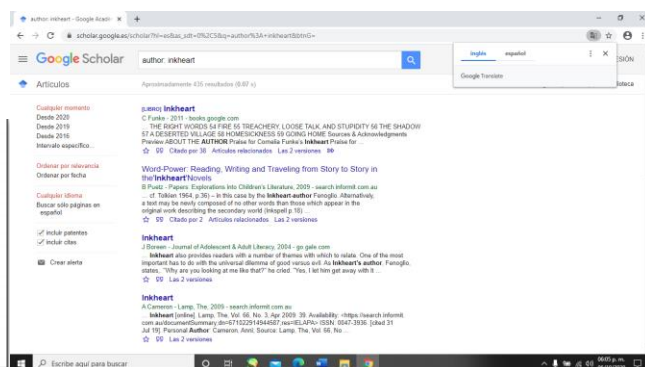 author: inkheart - Google Acadé
scholar.google.es/scholar?hl=es&as_sdt=0%2C5&q=author%3A+inkheart&btnG=
Google Scholar
author: inkheart
inglés español
Google Translate
Artículos
Aproximadamente 435 resultados (0.07 s)
Cualquier momento
Desde 2020
Desde 2019
Desde 2016
Intervalo específico...
Ordenar por relevancia
Ordenar por fecha
Cualquier idioma
Buscar sólo páginas en
español
incluir patentes
incluir citas
Crear alerta
[LIBRO] Inkheart
C Funke - 2011 - books.google.com
... THE RIGHT WORDS 54 FIRE 55 TREACHERY, LOOSE TALK, AND STUPIDITY 56 THE SHADOW
57 A DESERTED VILLAGE 58 HOMESICKNESS 59 GOING HOME Sources & Acknowledgments
Preview ABOUT THE AUTHOR Praise for Cornelia Funke's Inkheart Praise for ...
Citado por 38 Artículos relacionados Las 2 versiones
Word-Power: Reading, Writing and Traveling from Story to Story in
the'Inkheart'Novels
B Puetz - Papers: Explorations into Children's Literature, 2009 - search.informit.com.au
... cf. Tolkien 1964, p.36) – in this case by the Inkheart-author Fenoglio. Alternatively,
a text may be newly composed of no other words than those which appear in the
original work describing the secondary world (Inkspell p.18) ...
Citado por 2 Artículos relacionados Las 2 versiones
Inkheart
J Boreen - Journal of Adolescent & Adult Literacy, 2004 - go.gale.com
... Inkheart also provides readers with a number of themes with which to relate. One of the most
important has to do with the universal dilemma of good versus evil. As Inkheart's author, Fenoglio,
states, "Why are you looking at me like that?" he cried. "Yes, I let him get away with it ...
Las 2 versiones
Inkheart
A Cameron - Lamp, The, 2009 - search.informit.com.au
... Inkheart [online]. Lamp, The, Vol. 66, No. 3, Apr 2009: 39. Availability: <https://search.informit.
com.au/documentSummary;dn=671022914944587;res=IELAPA> ISSN: 0047-3936. [cited 31
Jul 19]. Personal Author: Cameron, Anni. Source: Lamp, The, Vol. 66, No ...
Las 2 versiones
Escribe aquí para buscar
06:05 p. m.